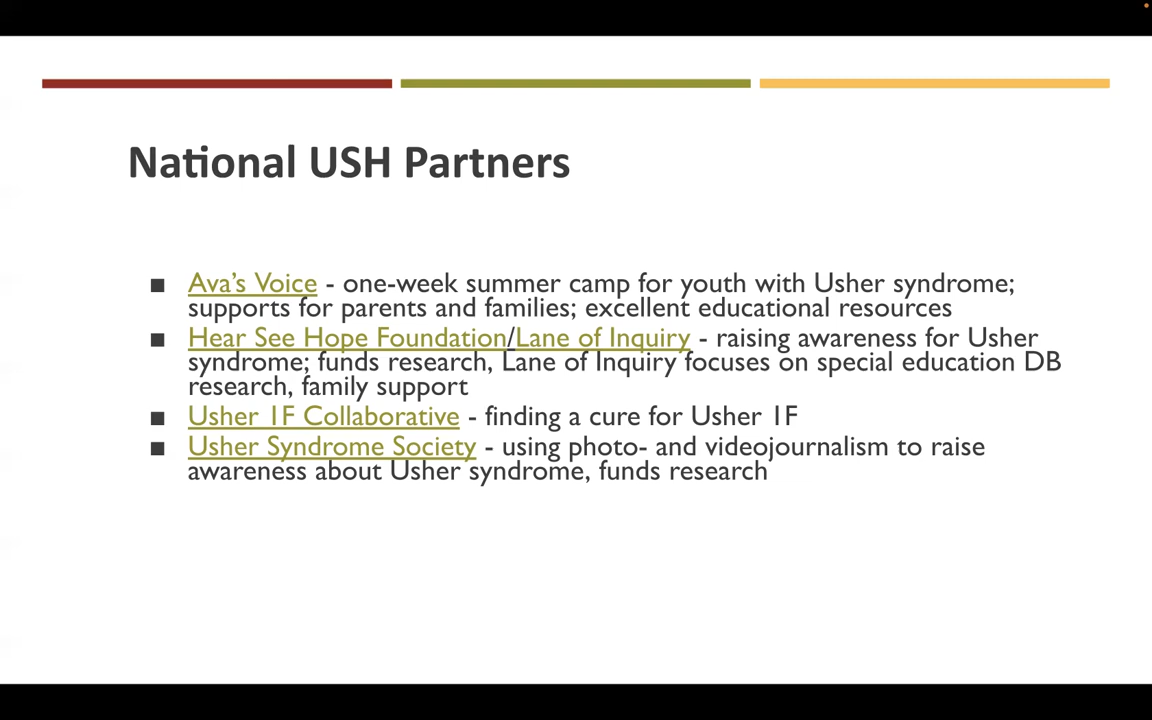 National USH Partners
■ Ava’s Voice - one-week summer camp for youth with Usher syndrome;
supports for parents and families; excellent educational resources
■ Hear See Hope Foundation/Lane of Inquiry - raising awareness for Usher
syndrome; funds research, Lane of Inquiry focuses on special education DB
research, family support
■ Usher 1F Collaborative - finding a cure for Usher 1F
■ Usher Syndrome Society - using photo- and videojournalism to raise
awareness about Usher syndrome, funds research